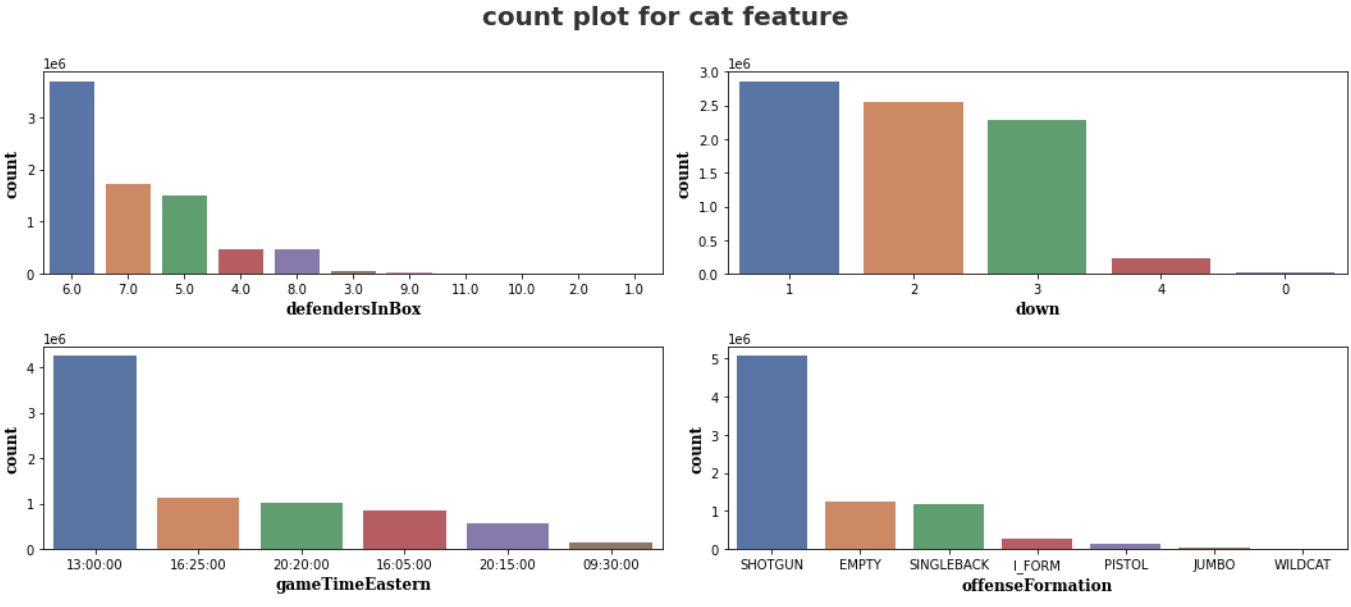 count plot for cat feature
1e6
3
2
1
0
count
6.0 7.0 5.0 4.0 8.0 3.0 9.0 11.0 10.0 2.0 1.0
defendersInBox
1e6
3.0
2.5
2.0
1.5
1.0
0.5
0.0
count
1 2 3 4 0
down
1e6
4
3
2
1
0
count
13:00:00 16:25:00 20:20:00 16:05:00 20:15:00 09:30:00
gameTimeEastern
1e6
5
4
3
2
1
0
count
SHOTGUN EMPTY SINGLEBACK I_FORM PISTOL JUMBO WILDCAT
offenseFormation